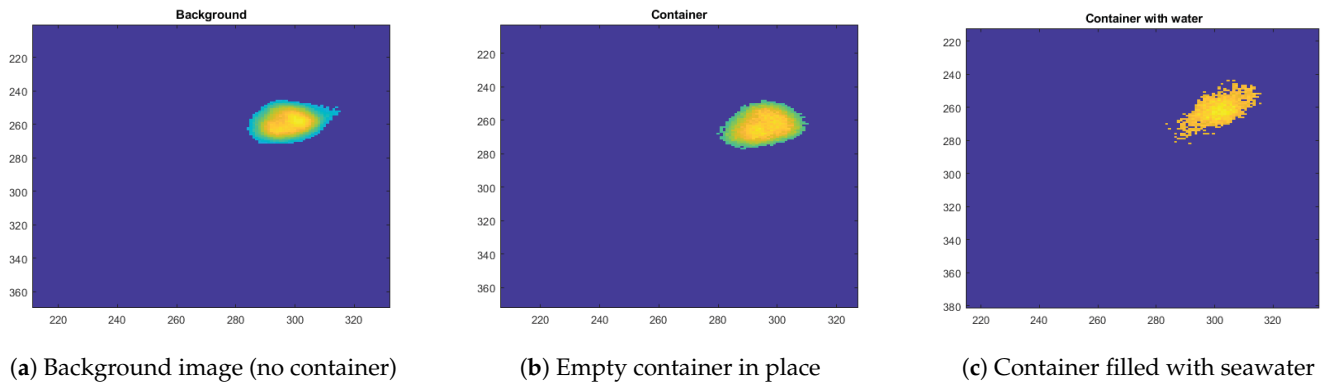 Background
220
240
260
280
300
320
340
360
220 240 260 280 300 320
(a) Background image (no container)
Container
220
240
260
280
300
320
340
360
220 240 260 280 300 320
(b) Empty container in place
Container with water
220
240
260
280
300
320
340
360
380
220 240 260 280 300 320
(c) Container filled with seawater